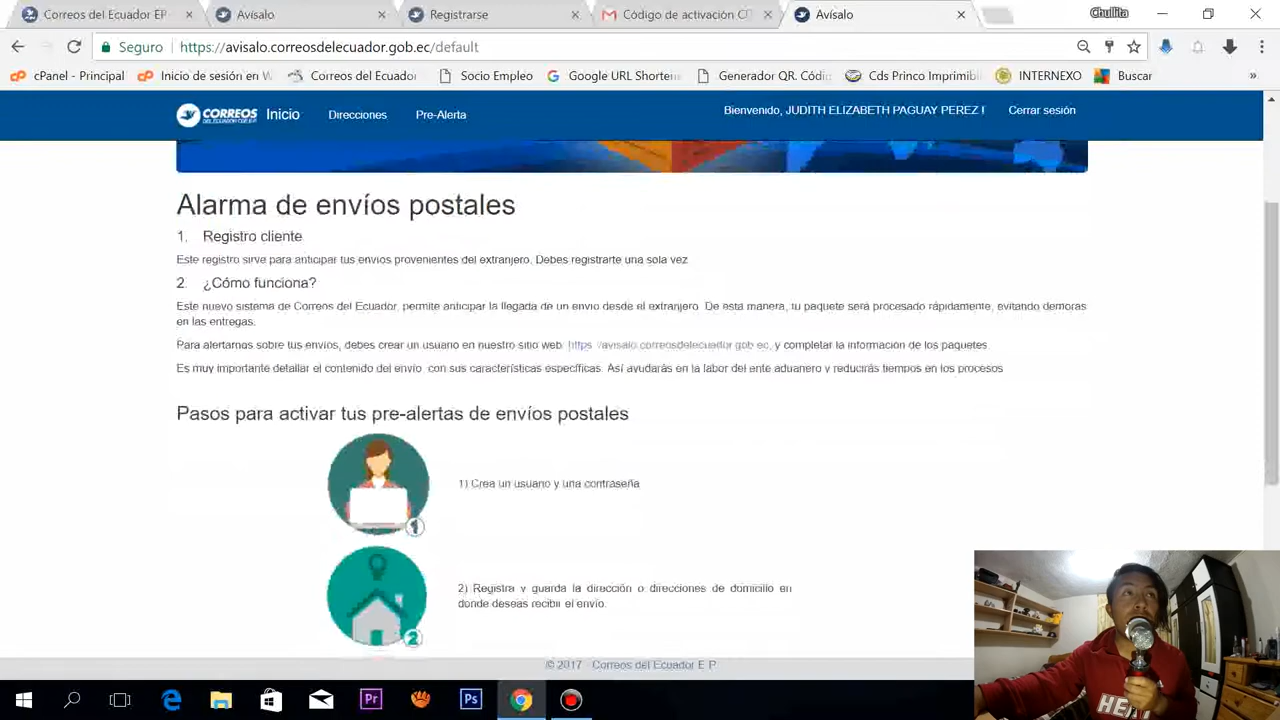 Correos del Ecuador EP
Avísalo
Registrarse
Código de activación
Avísalo
Chullita
Seguro
https://avisalo.correosdelecuador.gob.ec/default
cPanel - Principal
Inicio de sesión en
Correos del Ecuador
Socio Empleo
Google URL Shorten
Generador QR. Códi
Cds Princo Imprimib
INTERNEXO
Buscar
CORREOS
DEL ECUADOR CDE E.P.
Inicio
Direcciones
Pre-Alerta
Bienvenido, JUDITH ELIZABETH PAGUAY PEREZ !
Cerrar sesión
Alarma de envíos postales
1. Registro cliente
Este registro sirve para anticipar tus envíos provenientes del extranjero. Debes registrarte una sola vez
2. ¿Cómo funciona?
Este nuevo sistema de Correos del Ecuador, permite anticipar la llegada de un envío desde el extranjero. De esta manera, tu paquete será procesado rápidamente, evitando demoras
en las entregas.
Para alertarnos sobre tus envíos, debes crear un usuario en nuestro sitio web: https://avisalo.correosdelecuador.gob.ec, y completar la información de los paquetes.
Es muy importante detallar el contenido del envío, con sus características específicas. Así ayudarás en la labor del ente aduanero y reducirás tiempos en los procesos
Pasos para activar tus pre-alertas de envíos postales
1
1) Crea un usuario y una contraseña
2
2) Registra y guarda la dirección o direcciones de domicilio en
donde deseas recibir el envío.
© 2017 - Correos del Ecuador E.P.
Pr
Ps